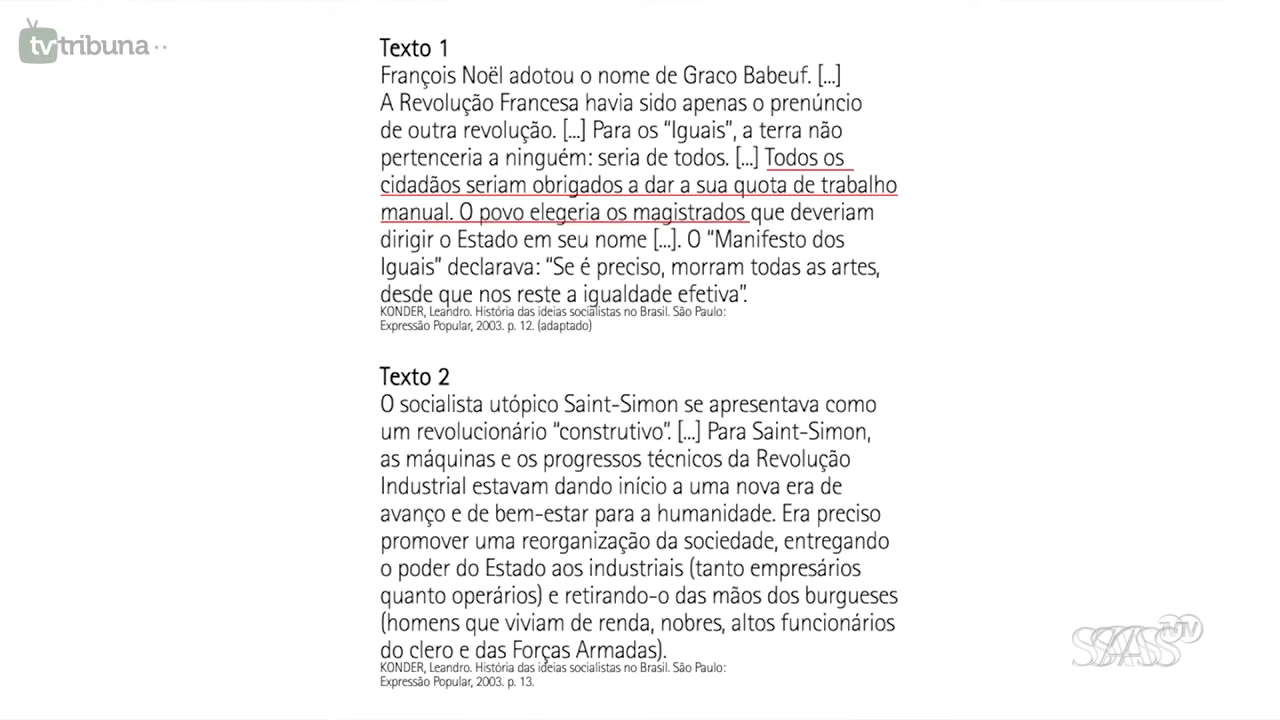 tvtribuna
Texto 1
François Noël adotou o nome de Graco Babeuf. [...]
A Revolução Francesa havia sido apenas o prenúncio
de outra revolução. [...] Para os “Iguais”, a terra não
pertenceria a ninguém: seria de todos. [...] Todos os
cidadãos seriam obrigados a dar a sua quota de trabalho
manual. O povo elegeria os magistrados que deveriam
dirigir o Estado em seu nome [...]. O “Manifesto dos
Iguais” declarava: “Se é preciso, morram todas as artes,
desde que nos reste a igualdade efetiva”.
KONDER, Leandro. História das ideias socialistas no Brasil. São Paulo:
Expressão Popular, 2003. p. 12. (adaptado)
Texto 2
O socialista utópico Saint-Simon se apresentava como
um revolucionário “construtivo”. [...] Para Saint-Simon,
as máquinas e os progressos técnicos da Revolução
Industrial estavam dando início a uma nova era de
avanço e de bem-estar para a humanidade. Era preciso
promover uma reorganização da sociedade, entregando
o poder do Estado aos industriais (tanto empresários
quanto operários) e retirando-o das mãos dos burgueses
(homens que viviam de renda, nobres, altos funcionários
do clero e das Forças Armadas).
KONDER, Leandro. História das ideias socialistas no Brasil. São Paulo:
Expressão Popular, 2003. p. 13.